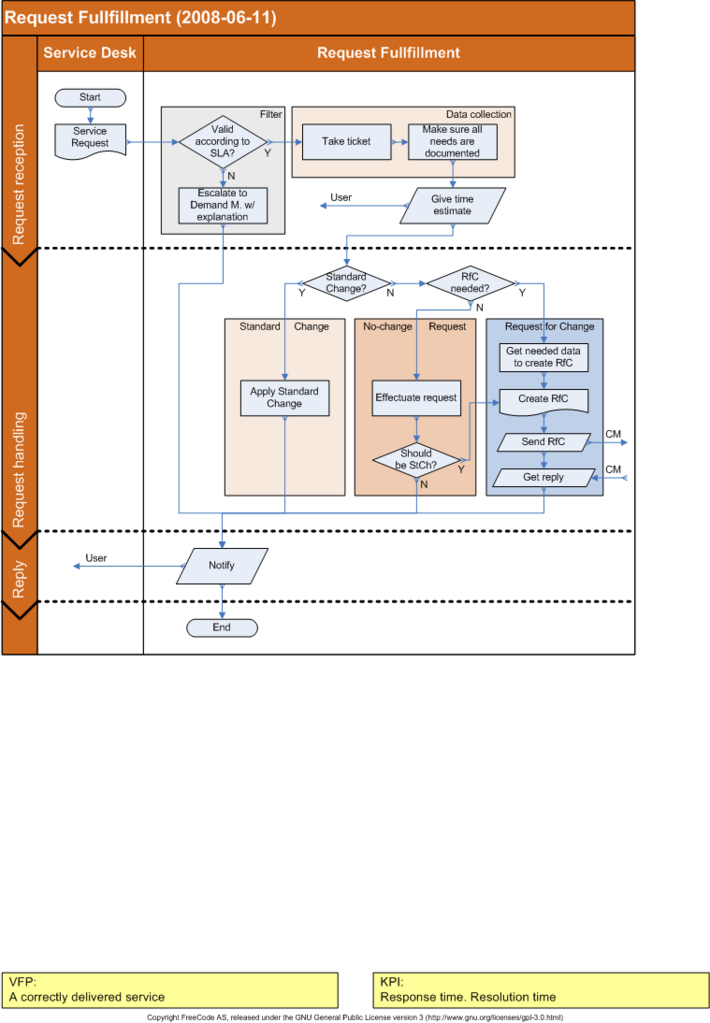 Request Fullfillment (2008-06-11)
Service Desk
Request Fullfillment
Request reception
Start
Service
Request
Filter
Valid
according to
SLA?
Y
N
Escalate to
Demand M. w/
explanation
Data collection
Take ticket
Make sure all
needs are
documented
User
Give time
estimate
Request handling
Standard
Change?
Y
N
RfC
needed?
Y
N
Standard Change
Apply Standard
Change
No-change Request
Effectuate request
Should
be StCh?
Y
N
Request for Change
Get needed data
to create RfC
Create RfC
Send RfC
CM
Get reply
CM
Reply
User
Notify
End
VFP:
A correctly delivered service
KPI:
Response time. Resolution time
Copyright FreeCode AS, released under the GNU General Public License version 3 (http://www.gnu.org/licenses/gpl-3.0.html)